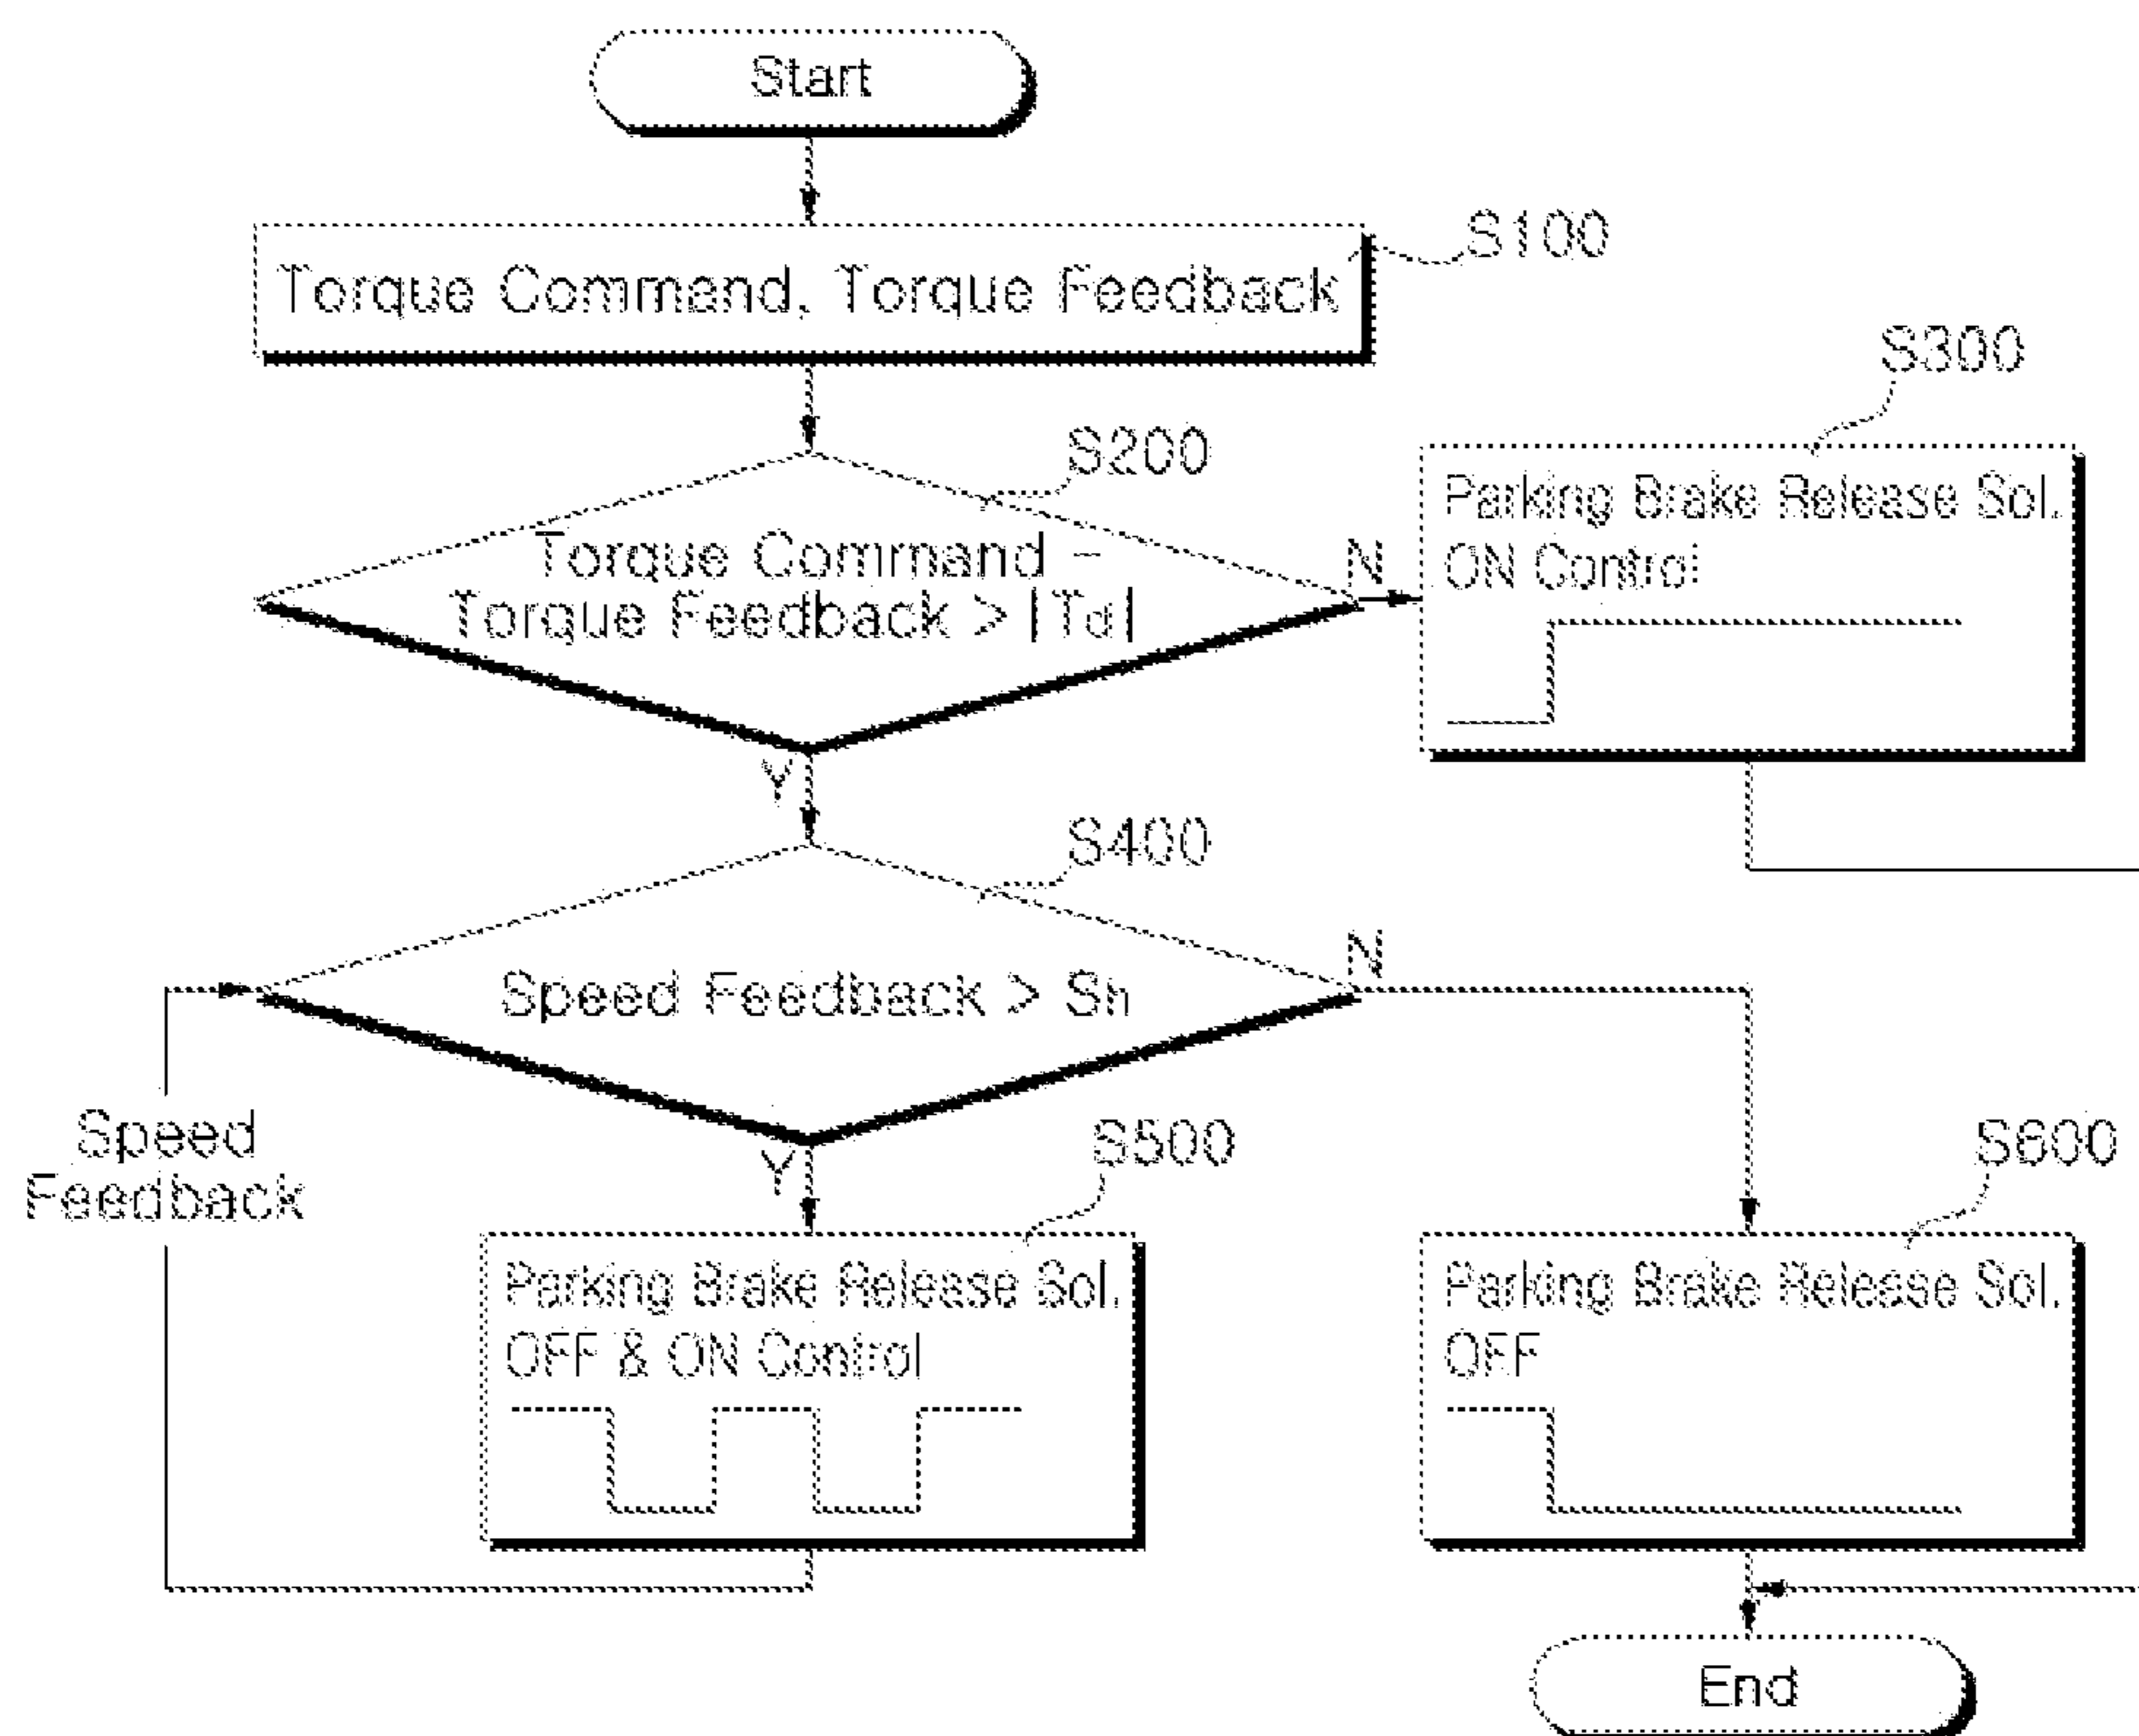 Start
S100
Torque Command, Torque Feedback
S300
S200
Parking Brake Release Sol.
ON Control
Torque Command -
Torque Feedback > |Td|
N
Y
S400
N
Speed Feedback > Sh
Speed
Feedback
Y
S500
S600
Parking Brake Release Sol.
OFF & ON Control
Parking Brake Release Sol.
OFF
End